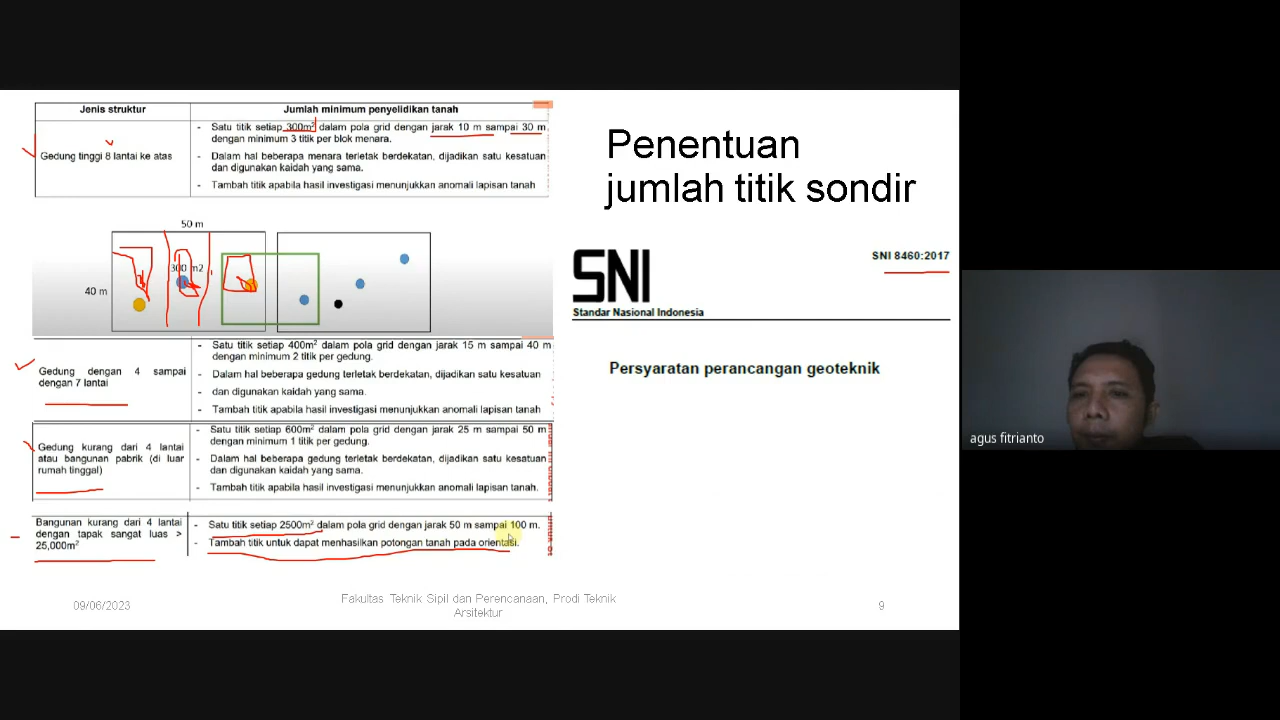 Jenis struktur
Jumlah minimum penyelidikan tanah
Gedung tinggi 8 lantai ke atas
- Satu titik setiap 300m² dalam pola grid dengan jarak 10 m sampai 30 m
dengan minimum 3 titik per blok menara.
- Dalam hal beberapa menara terletak berdekatan, dijadikan satu kesatuan
dan digunakan kaidah yang sama.
- Tambah titik apabila hasil investigasi menunjukkan anomali lapisan tanah
50 m
300 m2
40 m
Gedung dengan 4 sampai
dengan 7 lantai
- Satu titik setiap 400m² dalam pola grid dengan jarak 15 m sampai 40 m
dengan minimum 2 titik per gedung.
- Dalam hal beberapa gedung terletak berdekatan, dijadikan satu kesatuan
- dan digunakan kaidah yang sama.
- Tambah titik apabila hasil investigasi menunjukkan anomali lapisan tanah
Gedung kurang dari 4 lantai
atau bangunan pabrik (di luar
rumah tinggal)
- Satu titik setiap 600m² dalam pola grid dengan jarak 25 m sampai 50 m
dengan minimum 1 titik per gedung.
- Dalam hal beberapa gedung terletak berdekatan, dijadikan satu kesatuan
dan digunakan kaidah yang sama.
- Tambah titik apabila hasil investigasi menunjukkan anomali lapisan tanah.
Bangunan kurang dari 4 lantai
dengan tapak sangat luas >
25,000m²
- Satu titik setiap 2500m² dalam pola grid dengan jarak 50 m sampai 100 m.
- Tambah titik untuk dapat menhasilkan potongan tanah pada orientasi.
Penentuan
jumlah titik sondir
SNI
SNI 8460:2017
Standar Nasional Indonesia
Persyaratan perancangan geoteknik
09/06/2023
Fakultas Teknik Sipil dan Perencanaan, Prodi Teknik
Arsitektur
9
agus fitrianto